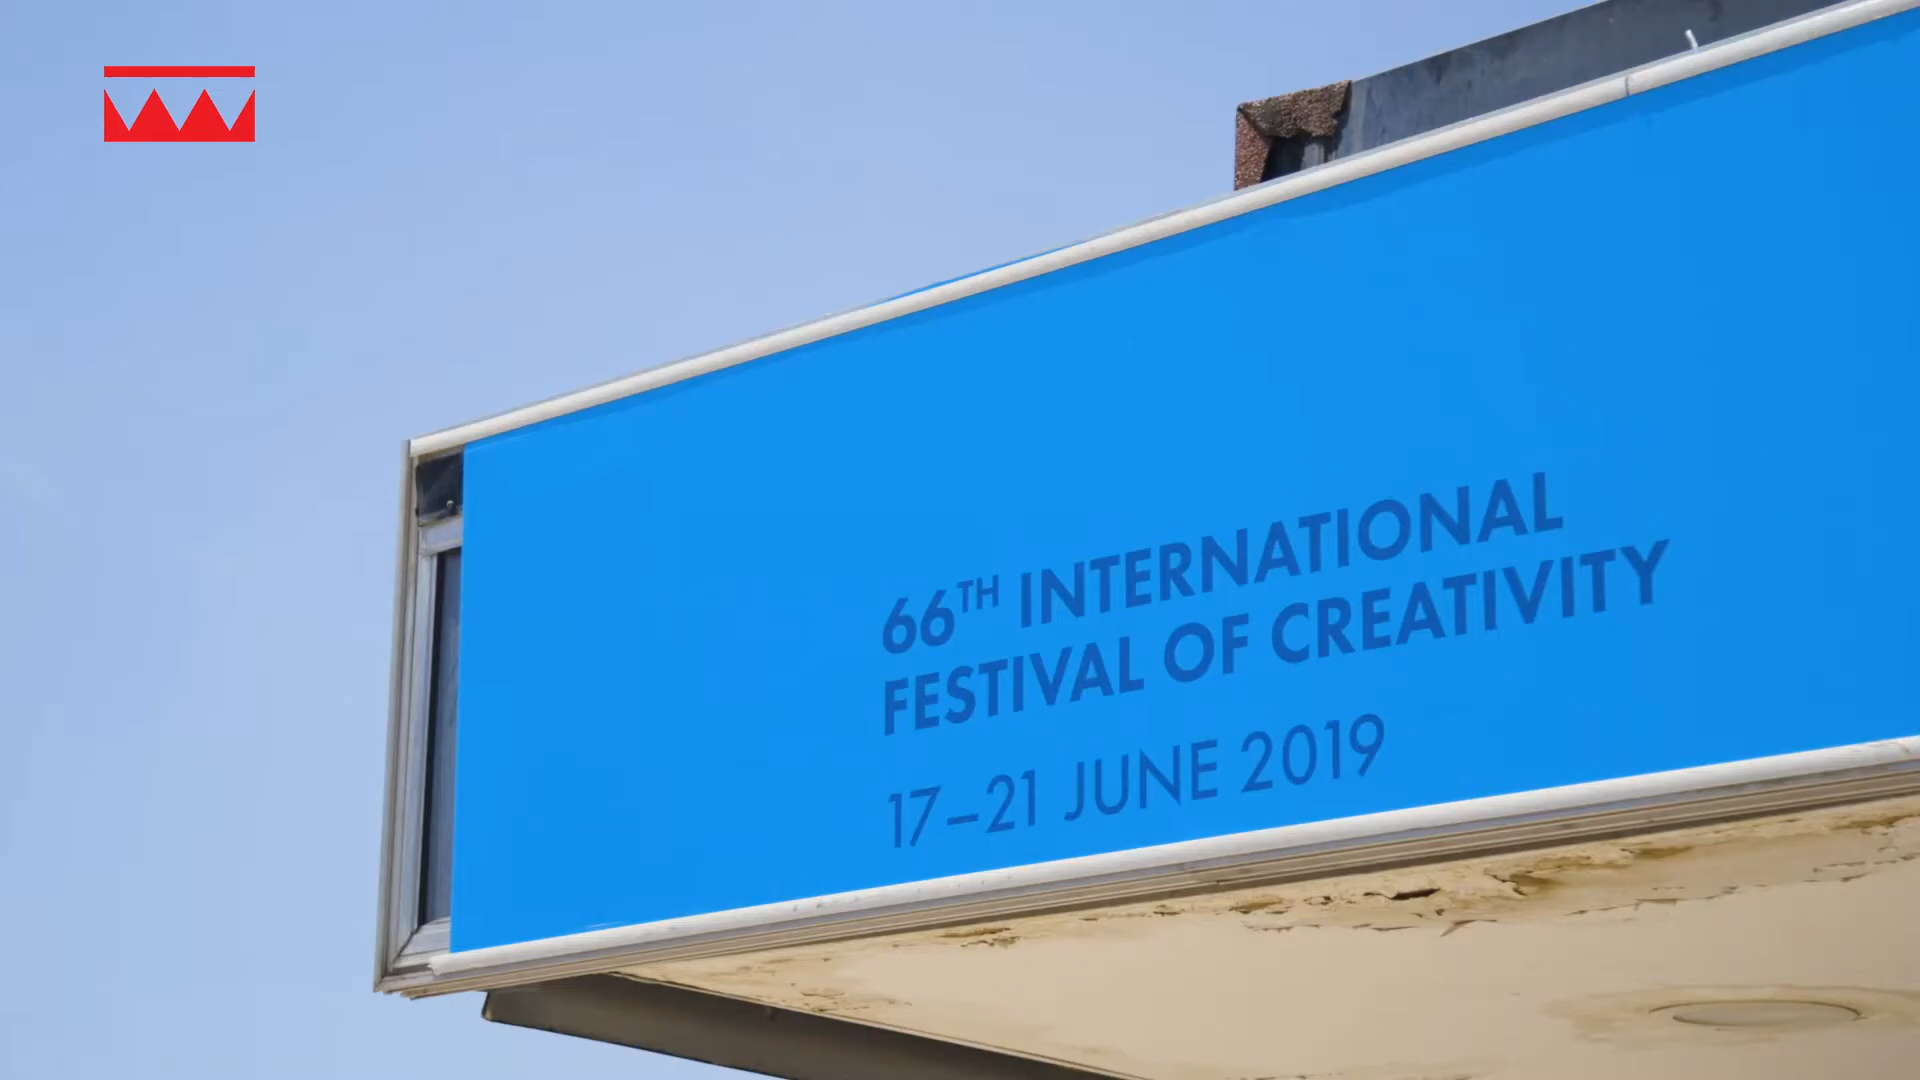 66TH INTERNATIONAL
FESTIVAL OF CREATIVITY
17–21 JUNE 2019